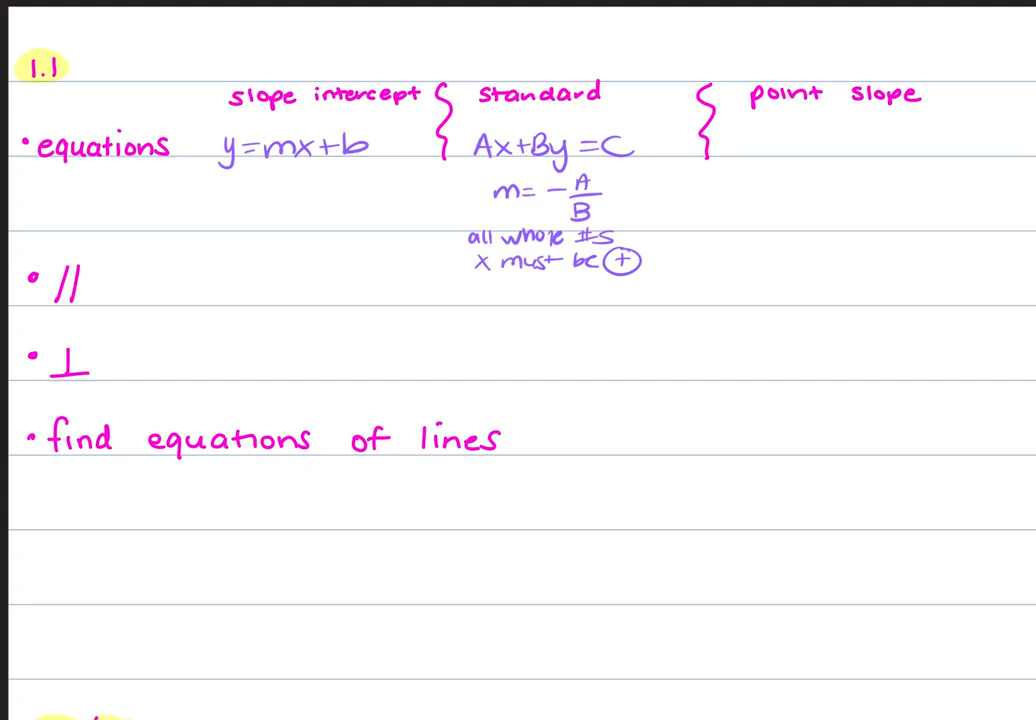 1.1
slope intercept { standard { point slope
• equations y=mx+b Ax+By=C
m= -A/B
all whole #s
x must be +
• //
• ⊥
• find equations of lines